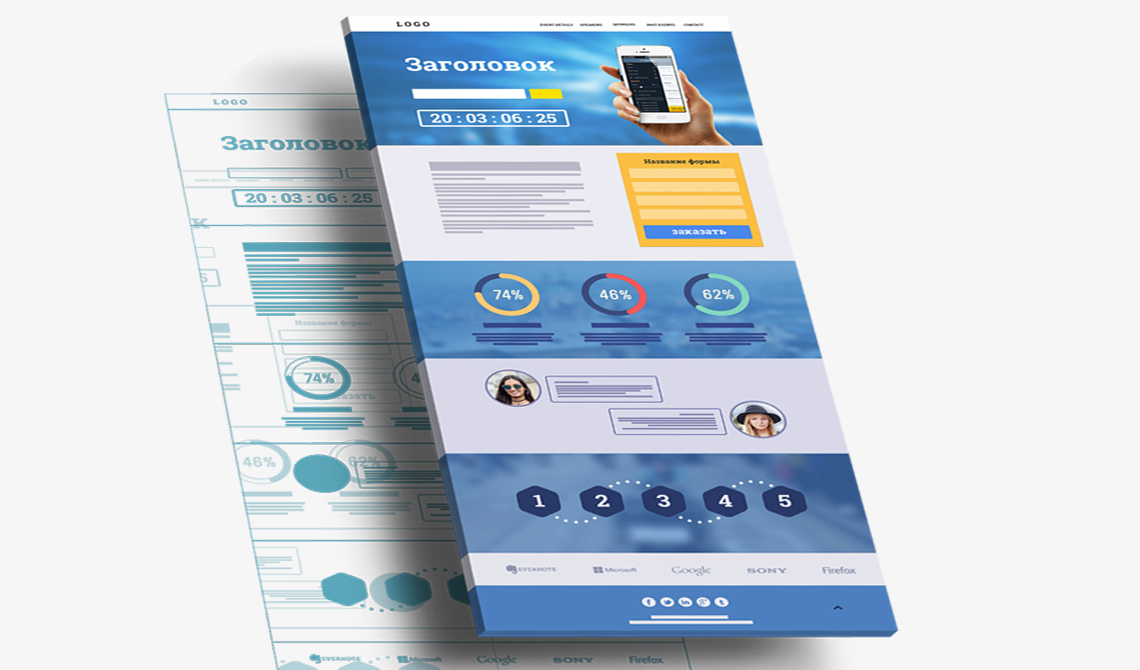 LOGO
EVENT DETAILS SPEAKERS SPONSORS PAST EVENTS CONTACT
Заголовок
20 : 03 : 06 : 25
Название формы
заказать
74% 46% 62%
1 2 3 4 5
EVERNOTE Microsoft Google SONY Firefox
LOGO
Заголовок
20 : 03 : 06 : 25
Название формы
74% 4
46% 62%
EVERNOTE Microsoft Google SONY Firefox